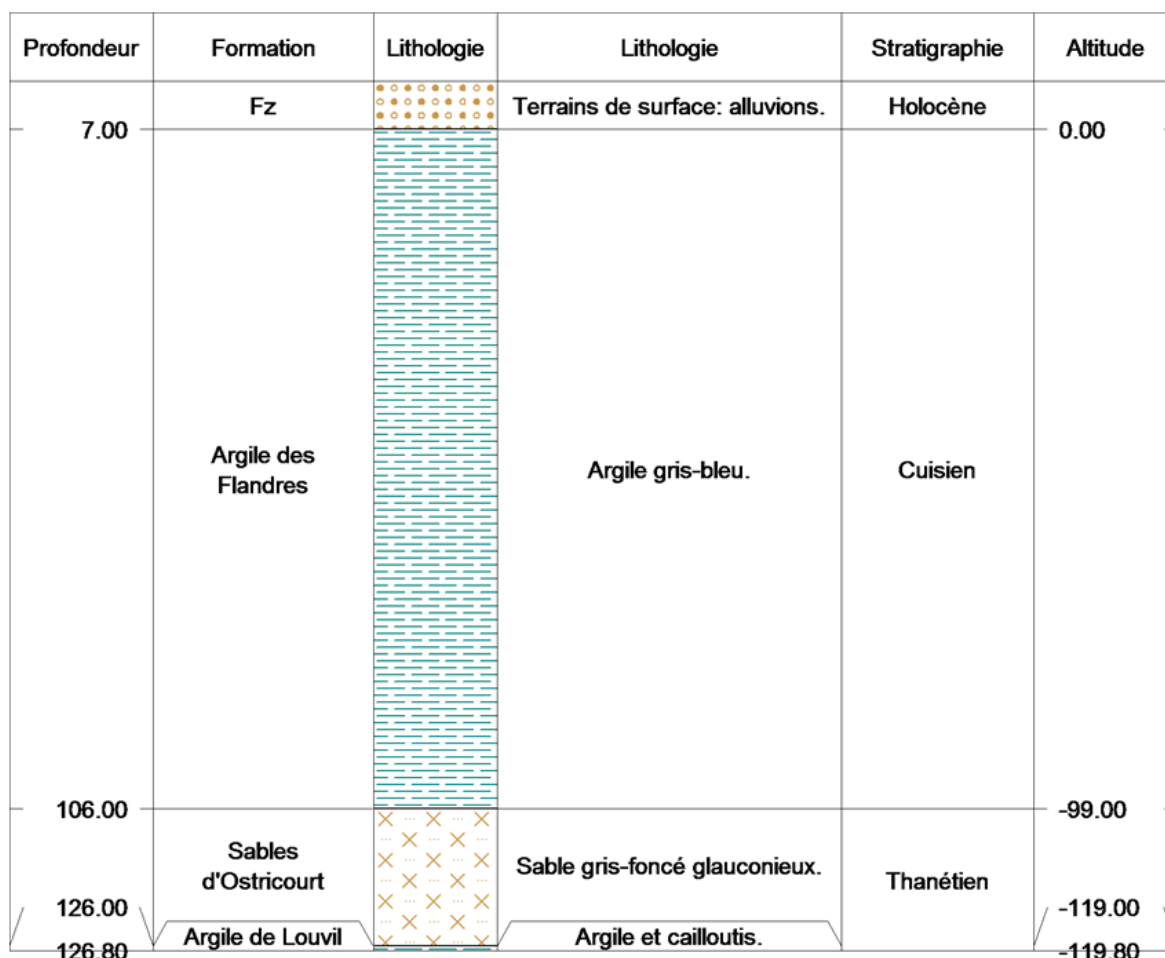 Profondeur Formation Lithologie Lithologie Stratigraphie Altitude
Fz Terrains de surface: alluvions. Holocène
7.00 0.00
Argile des
Flandres
Argile gris-bleu. Cuisien
106.00 -99.00
Sables
d'Ostricourt
Sable gris-foncé glauconieux. Thanétien
126.00 -119.00
Argile de Louvil Argile et cailloutis.
126.80 -119.80